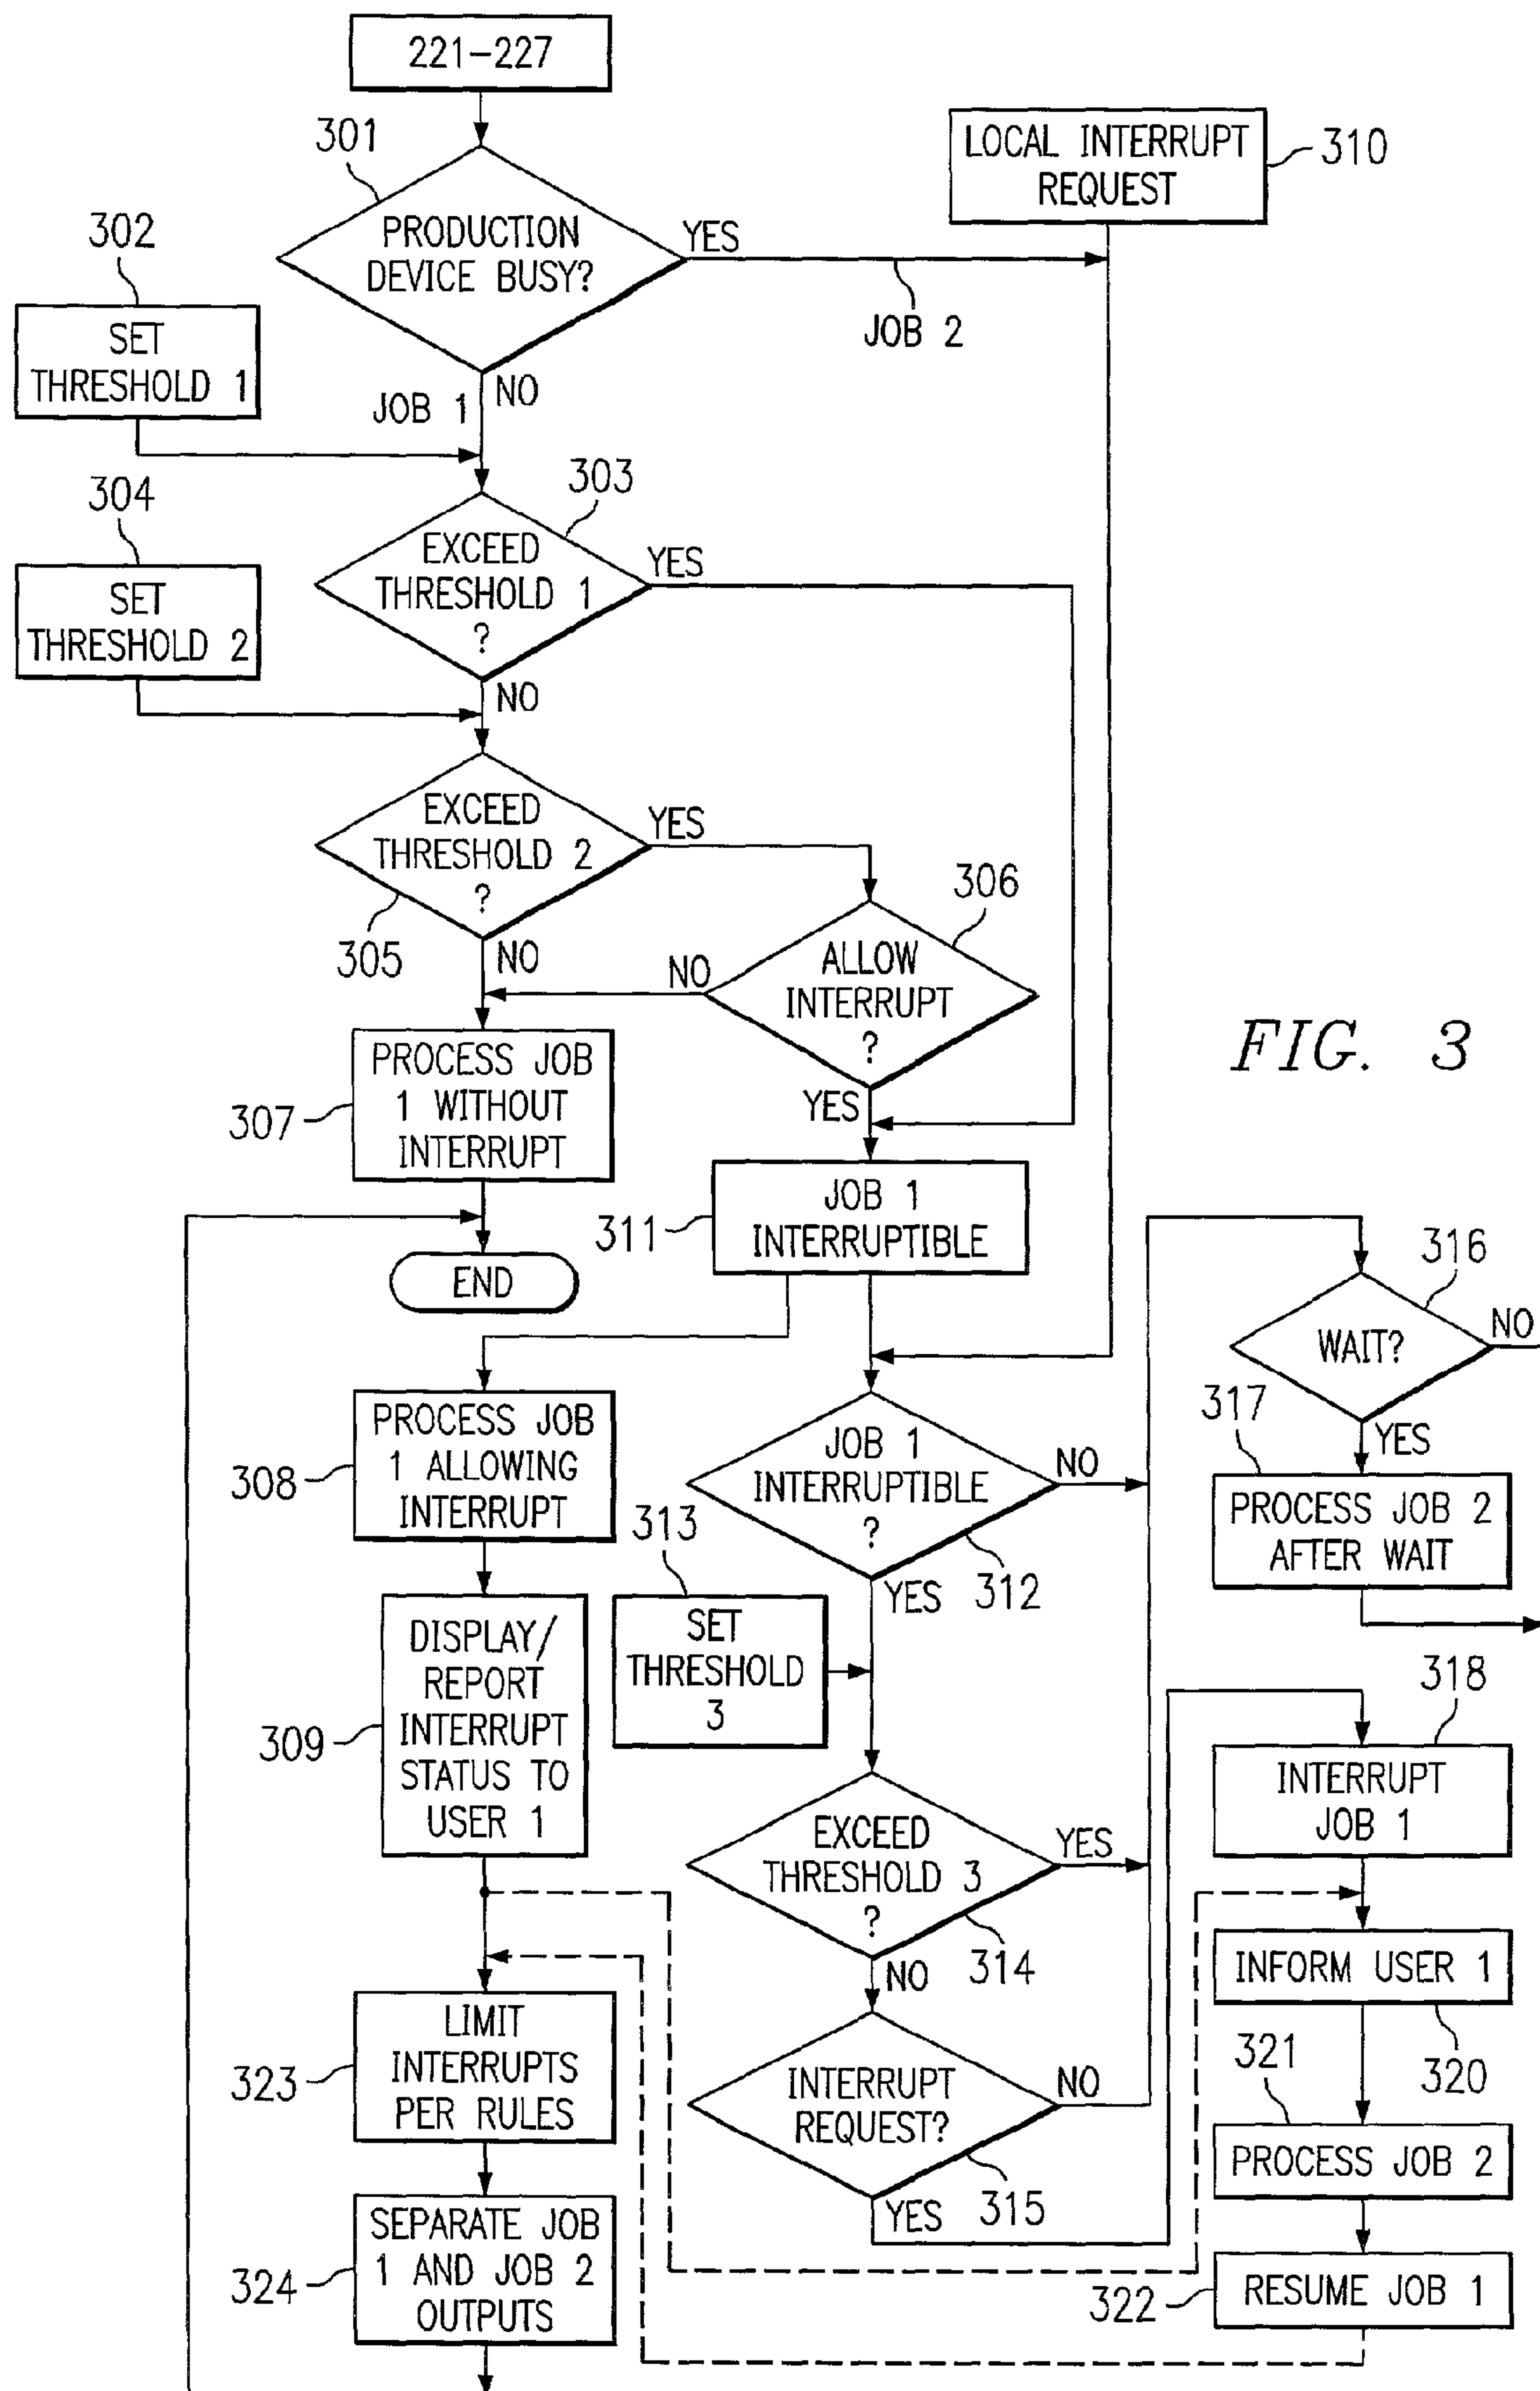 221-227
301
LOCAL INTERRUPT
REQUEST
310
302
PRODUCTION
DEVICE BUSY?
YES
JOB 2
SET
THRESHOLD 1
JOB 1
NO
303
304
EXCEED
THRESHOLD 1
?
YES
SET
THRESHOLD 2
NO
EXCEED
THRESHOLD 2
?
YES
305
NO
306
ALLOW
INTERRUPT
?
NO
YES
FIG. 3
PROCESS JOB
1 WITHOUT
INTERRUPT
307
JOB 1
INTERRUPTIBLE
311
END
316
WAIT?
NO
YES
317
PROCESS JOB 2
AFTER WAIT
PROCESS JOB
1 ALLOWING
INTERRUPT
308
JOB 1
INTERRUPTIBLE
?
NO
312
YES
313
SET
THRESHOLD
3
DISPLAY/
REPORT
INTERRUPT
STATUS TO
USER 1
309
318
INTERRUPT
JOB 1
EXCEED
THRESHOLD 3
?
YES
314
NO
INFORM USER 1
320
LIMIT
INTERRUPTS
PER RULES
323
INTERRUPT
REQUEST?
NO
315
YES
321
PROCESS JOB 2
SEPARATE JOB
1 AND JOB 2
OUTPUTS
324
RESUME JOB 1
322